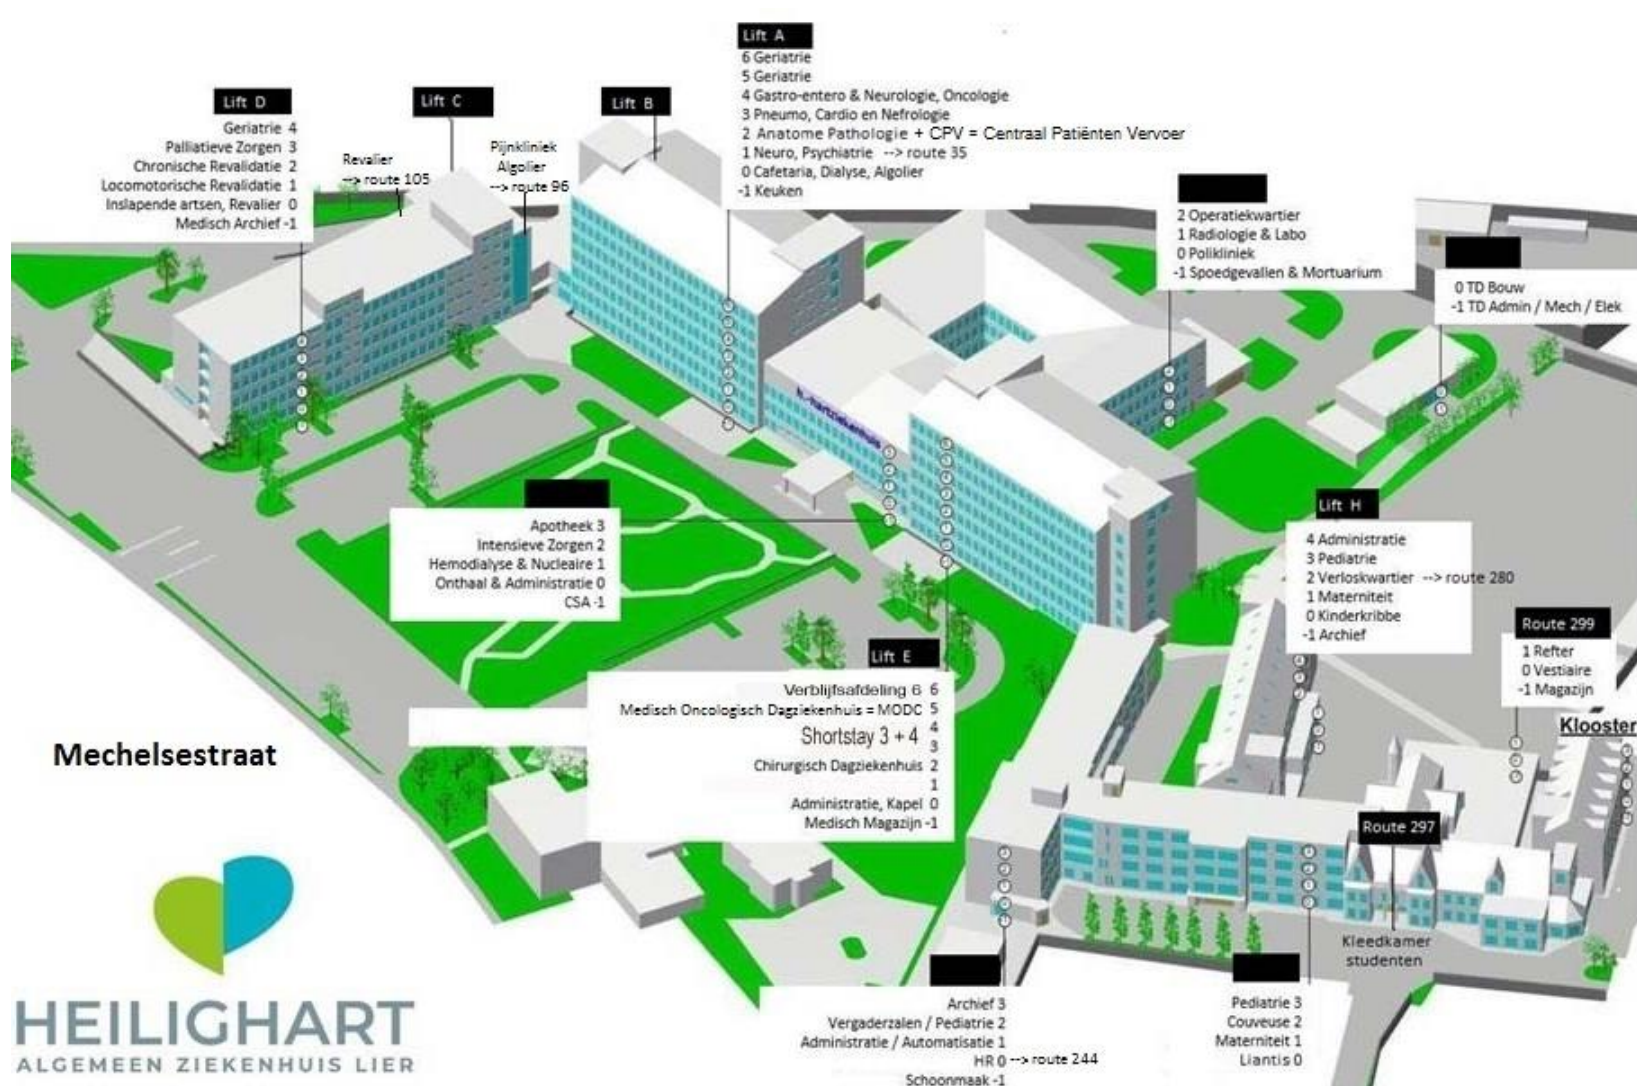 Lift A
6 Geriatrie
5 Geriatrie
4 Gastro-entero & Neurologie, Oncologie
3 Pneumo, Cardio en Nefrologie
2 Anatome Pathologie + CPV = Centraal Patiënten Vervoer
1 Neuro, Psychiatrie --> route 35
0 Cafetaria, Dialyse, Algolier
-1 Keuken
Lift D
Geriatrie 4
Palliatieve Zorgen 3
Chronische Revalidatie 2
Locomotorische Revalidatie 1
Inslapende artsen, Revalier 0
Medisch Archief -1
Lift C
Revalier
--> route 105
Pijnkliniek
Algolier
--> route 96
Lift B
2 Operatiekwartier
1 Radiologie & Labo
0 Polikliniek
-1 Spoedgevallen & Mortuarium
0 TD Bouw
-1 TD Admin / Mech / Elek
h.-hartziekenhuis
Apotheek 3
Intensieve Zorgen 2
Hemodialyse & Nucleaire 1
Onthaal & Administratie 0
CSA -1
Lift H
4 Administratie
3 Pediatrie
2 Verloskwartier --> route 280
1 Materniteit
0 Kinderkribbe
-1 Archief
Route 299
1 Refter
0 Vestiaire
-1 Magazijn
Klooster
Lift E
Verblijfsafdeling 6 6
Medisch Oncologisch Dagziekenhuis = MODC 5
4
Shortstay 3 + 4
3
Chirurgisch Dagziekenhuis 2
1
Administratie, Kapel 0
Medisch Magazijn -1
Mechelsestraat
Route 297
Kleedkamer
studenten
Archief 3
Vergaderzalen / Pediatrie 2
Administratie / Automatisatie 1
HR 0 --> route 244
Schoonmaak -1
Pediatrie 3
Couveuse 2
Materniteit 1
Liantis 0
HEILIGHART
ALGEMEEN ZIEKENHUIS LIER